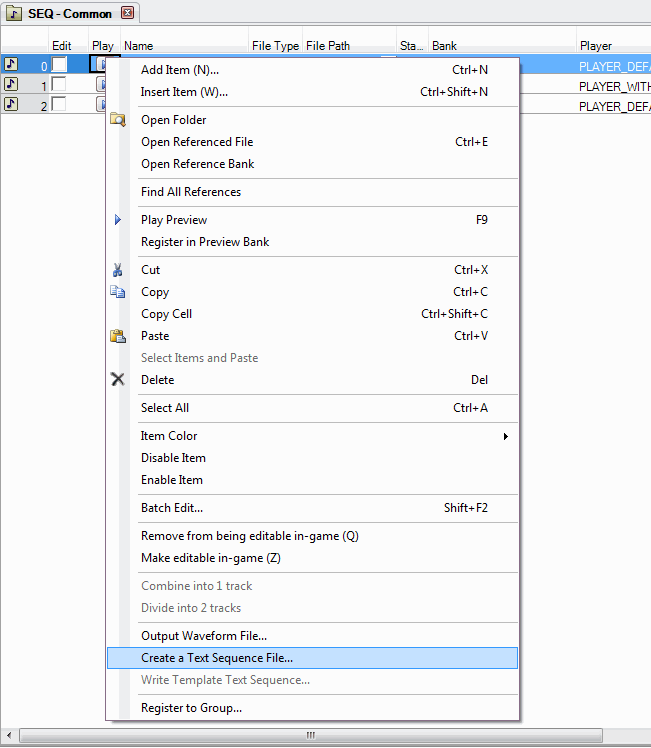 SEQ - Common
Edit Play Name File Type File Path Sta... Bank Player
0 PLAYER_DEFA
1 PLAYER_WITH
2 PLAYER_DEFA
Add Item (N)... Ctrl+N
Insert Item (W)... Ctrl+Shift+N
Open Folder
Open Referenced File Ctrl+E
Open Reference Bank
Find All References
Play Preview F9
Register in Preview Bank
Cut Ctrl+X
Copy Ctrl+C
Copy Cell Ctrl+Shift+C
Paste Ctrl+V
Select Items and Paste
Delete Del
Select All Ctrl+A
Item Color
Disable Item
Enable Item
Batch Edit... Shift+F2
Remove from being editable in-game (Q)
Make editable in-game (Z)
Combine into 1 track
Divide into 2 tracks
Output Waveform File...
Create a Text Sequence File...
Write Template Text Sequence...
Register to Group...